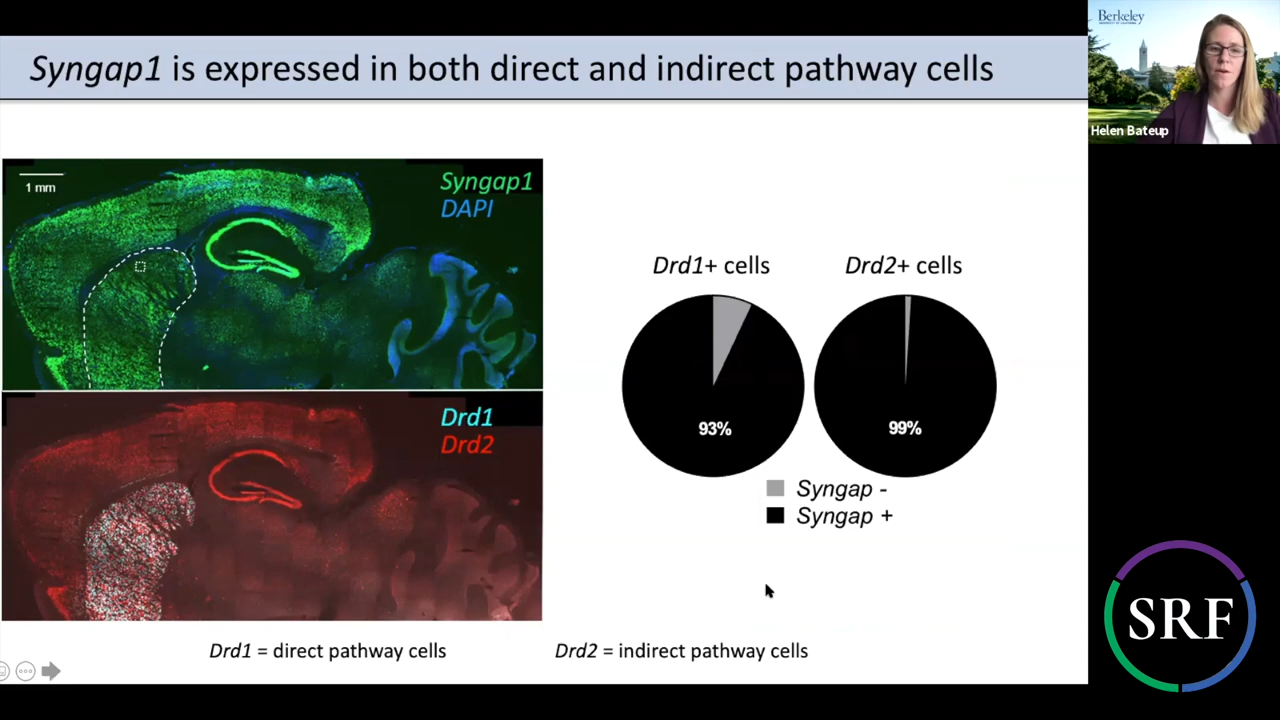 Syngap1 is expressed in both direct and indirect pathway cells
Berkeley
Helen Bateup
1 mm
Syngap1
DAPI
Drd1
Drd2
Drd1+ cells
Drd2+ cells
93%
99%
Syngap -
Syngap +
Drd1 = direct pathway cells
Drd2 = indirect pathway cells
SRF